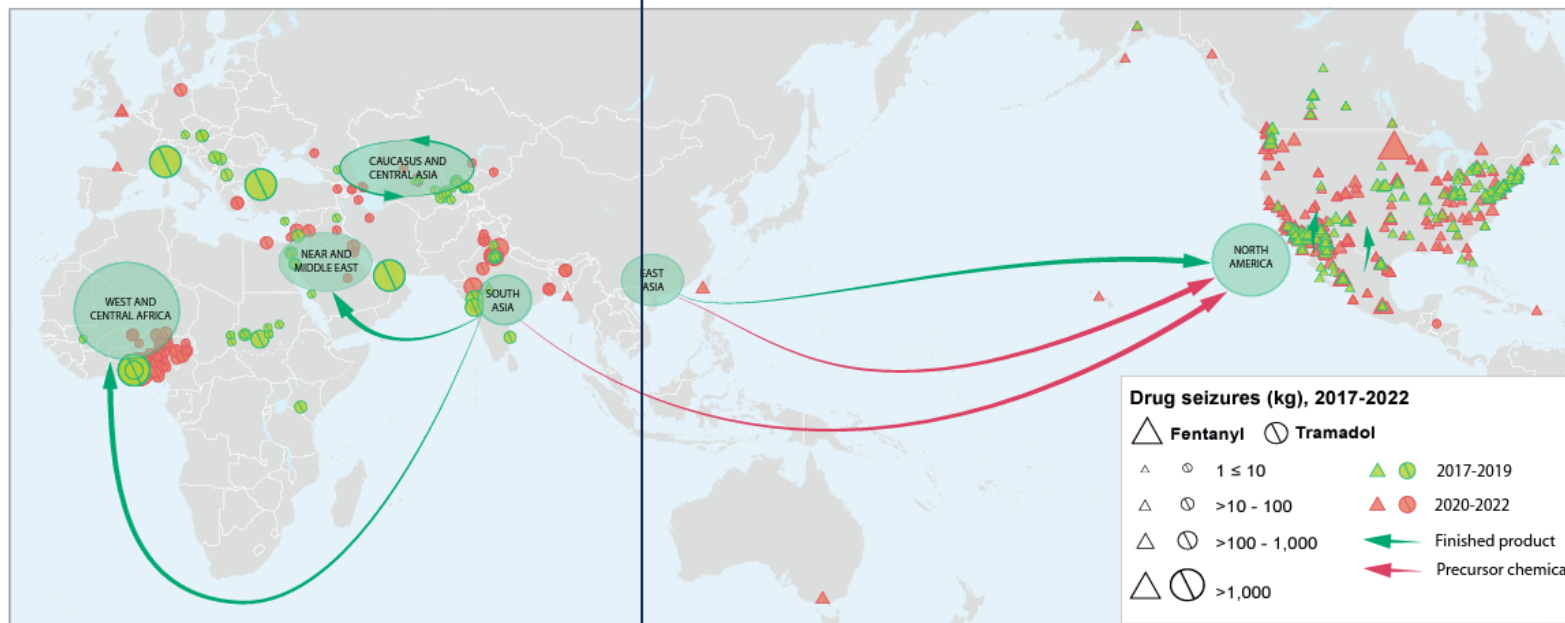 CAUCASUS AND
CENTRAL ASIA
NEAR AND
MIDDLE EAST
WEST AND
CENTRAL AFRICA
SOUTH
ASIA
EAST
ASIA
NORTH
AMERICA
Drug seizures (kg), 2017-2022
Fentanyl Tramadol
1 ≤ 10 2017-2019
>10 - 100 2020-2022
>100 - 1,000 Finished product
>1,000 Precursor chemica